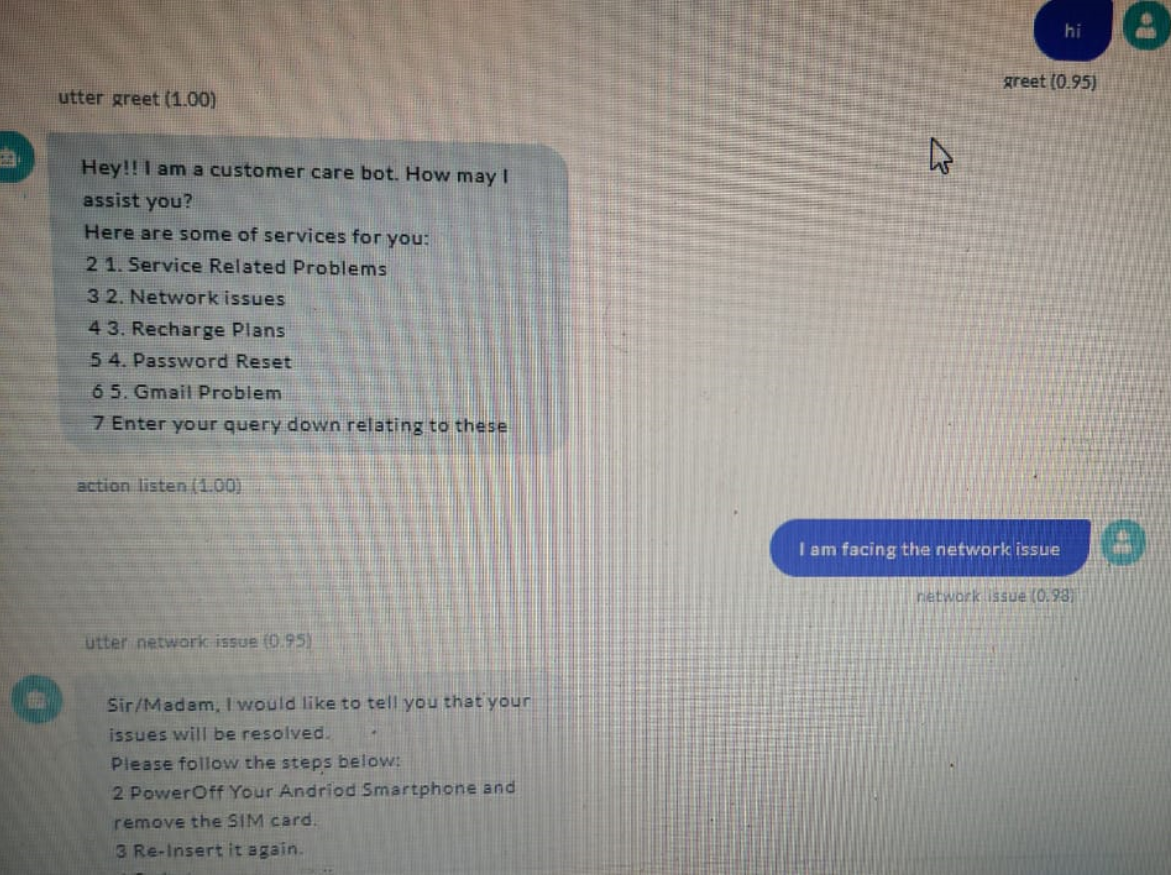 hi
greet (0.95)
utter greet (1.00)
Hey!! I am a customer care bot. How may I
assist you?
Here are some of services for you:
2 1. Service Related Problems
3 2. Network issues
4 3. Recharge Plans
5 4. Password Reset
6 5. Gmail Problem
7 Enter your query down relating to these
action listen (1.00)
I am facing the network issue
network issue (0.98)
utter network issue (0.95)
Sir/Madam, I would like to tell you that your
issues will be resolved.
Please follow the steps below:
2 PowerOff Your Andriod Smartphone and
remove the SIM card.
3 Re-Insert it again.